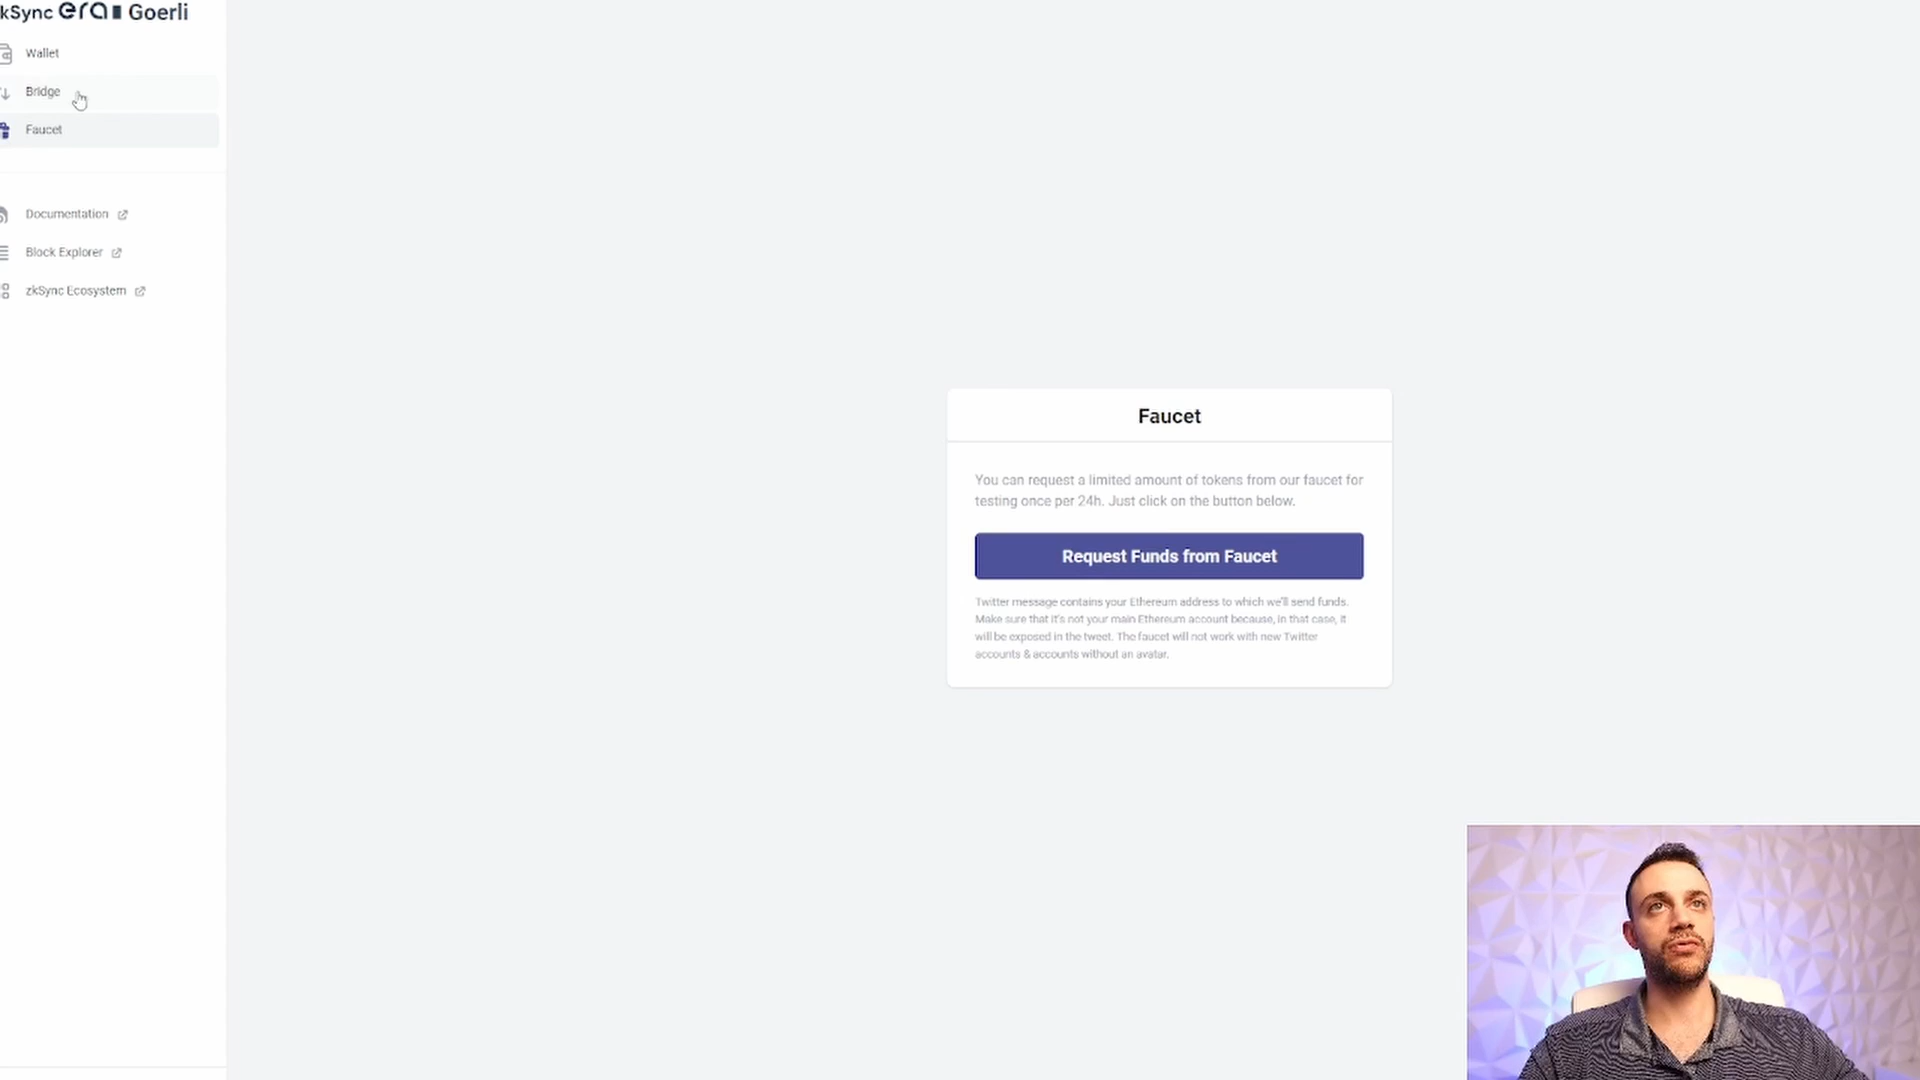 kSync era Goerli
Wallet
Bridge
Faucet
Documentation
Block Explorer
zkSync Ecosystem
Faucet
You can request a limited amount of tokens from our faucet for
testing once per 24h. Just click on the button below.
Request Funds from Faucet
Twitter message contains your Ethereum address to which we'll send funds.
Make sure that it's not your main Ethereum account because, in that case, it
will be exposed in the tweet. The faucet will not work with new Twitter
accounts & accounts without an avatar.